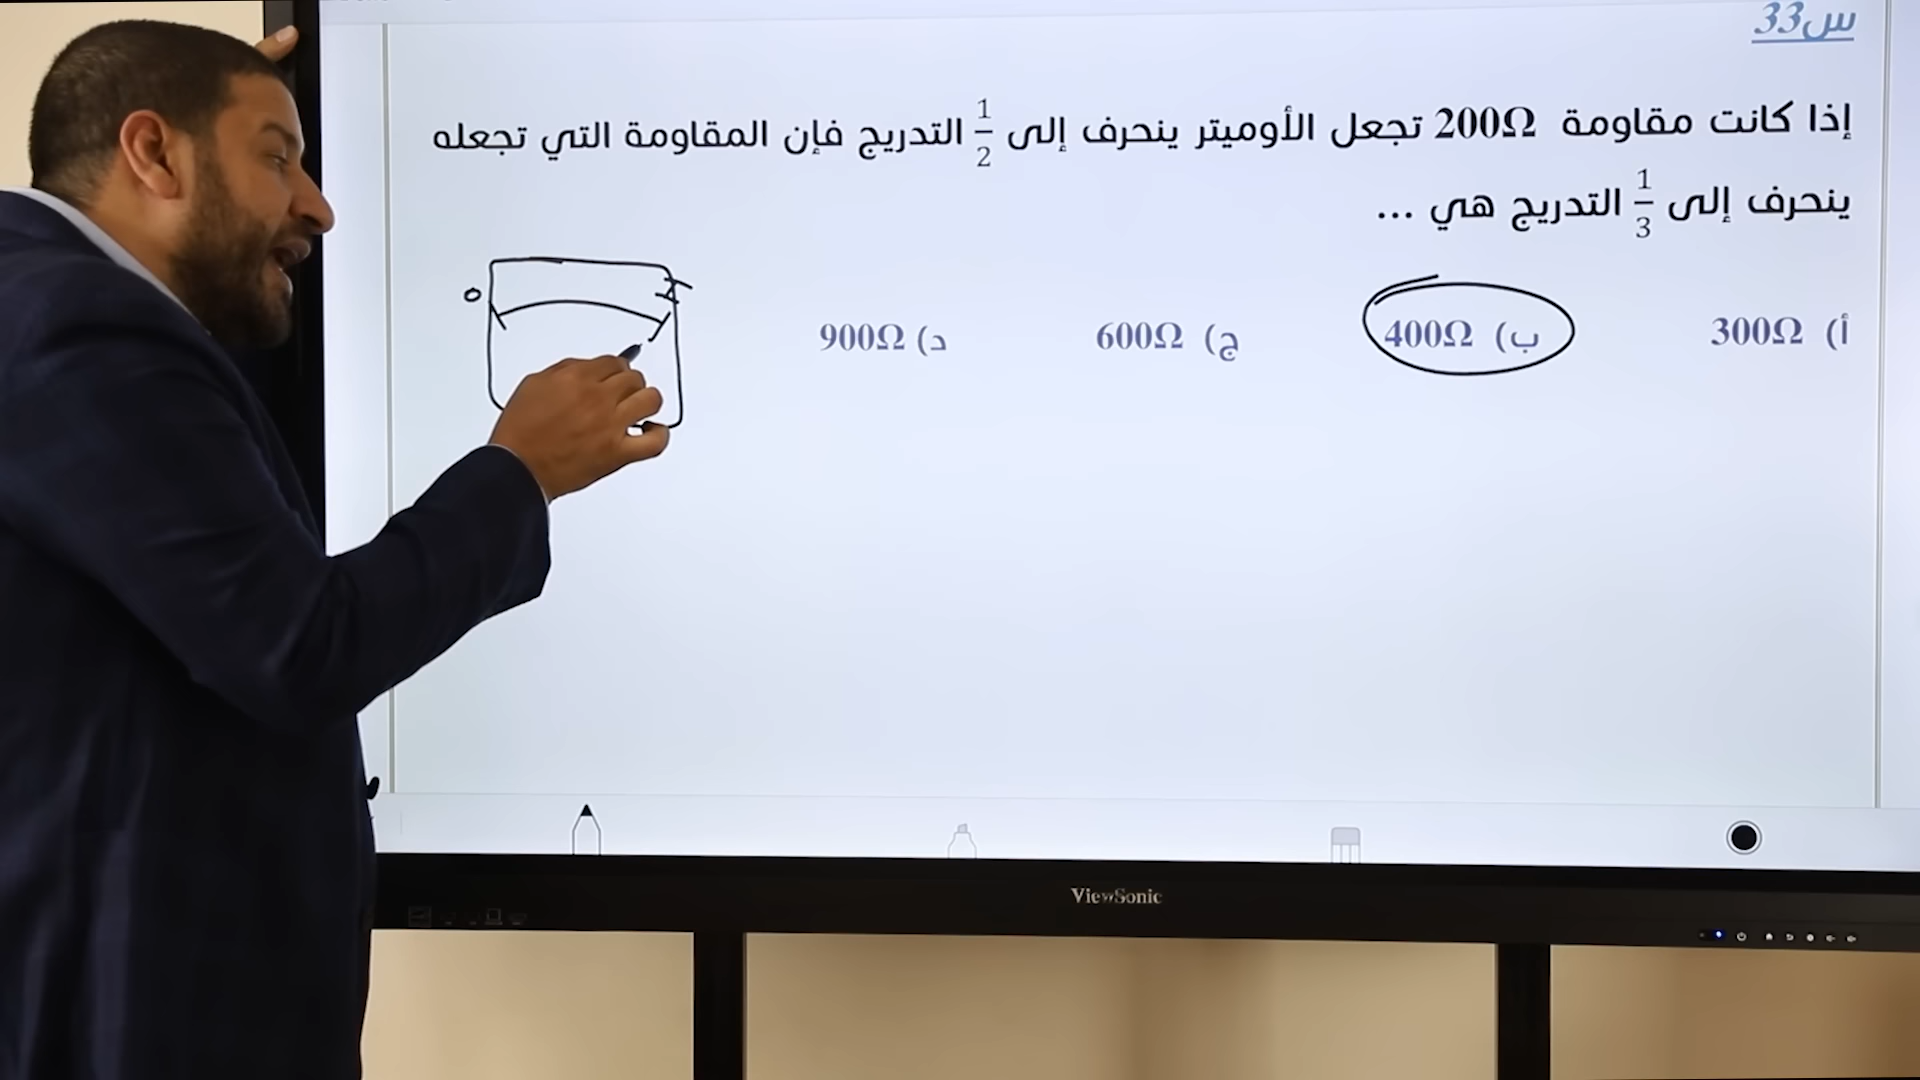 س33
إذا كانت مقاومة 200Ω تجعل الأوميتر ينحرف إلى 1/2 التدريج فإن المقاومة التي تجعله
ينحرف إلى 1/3 التدريج هي ...
أ) 300Ω ب) 400Ω ج) 600Ω د) 900Ω
0
ViewSonic